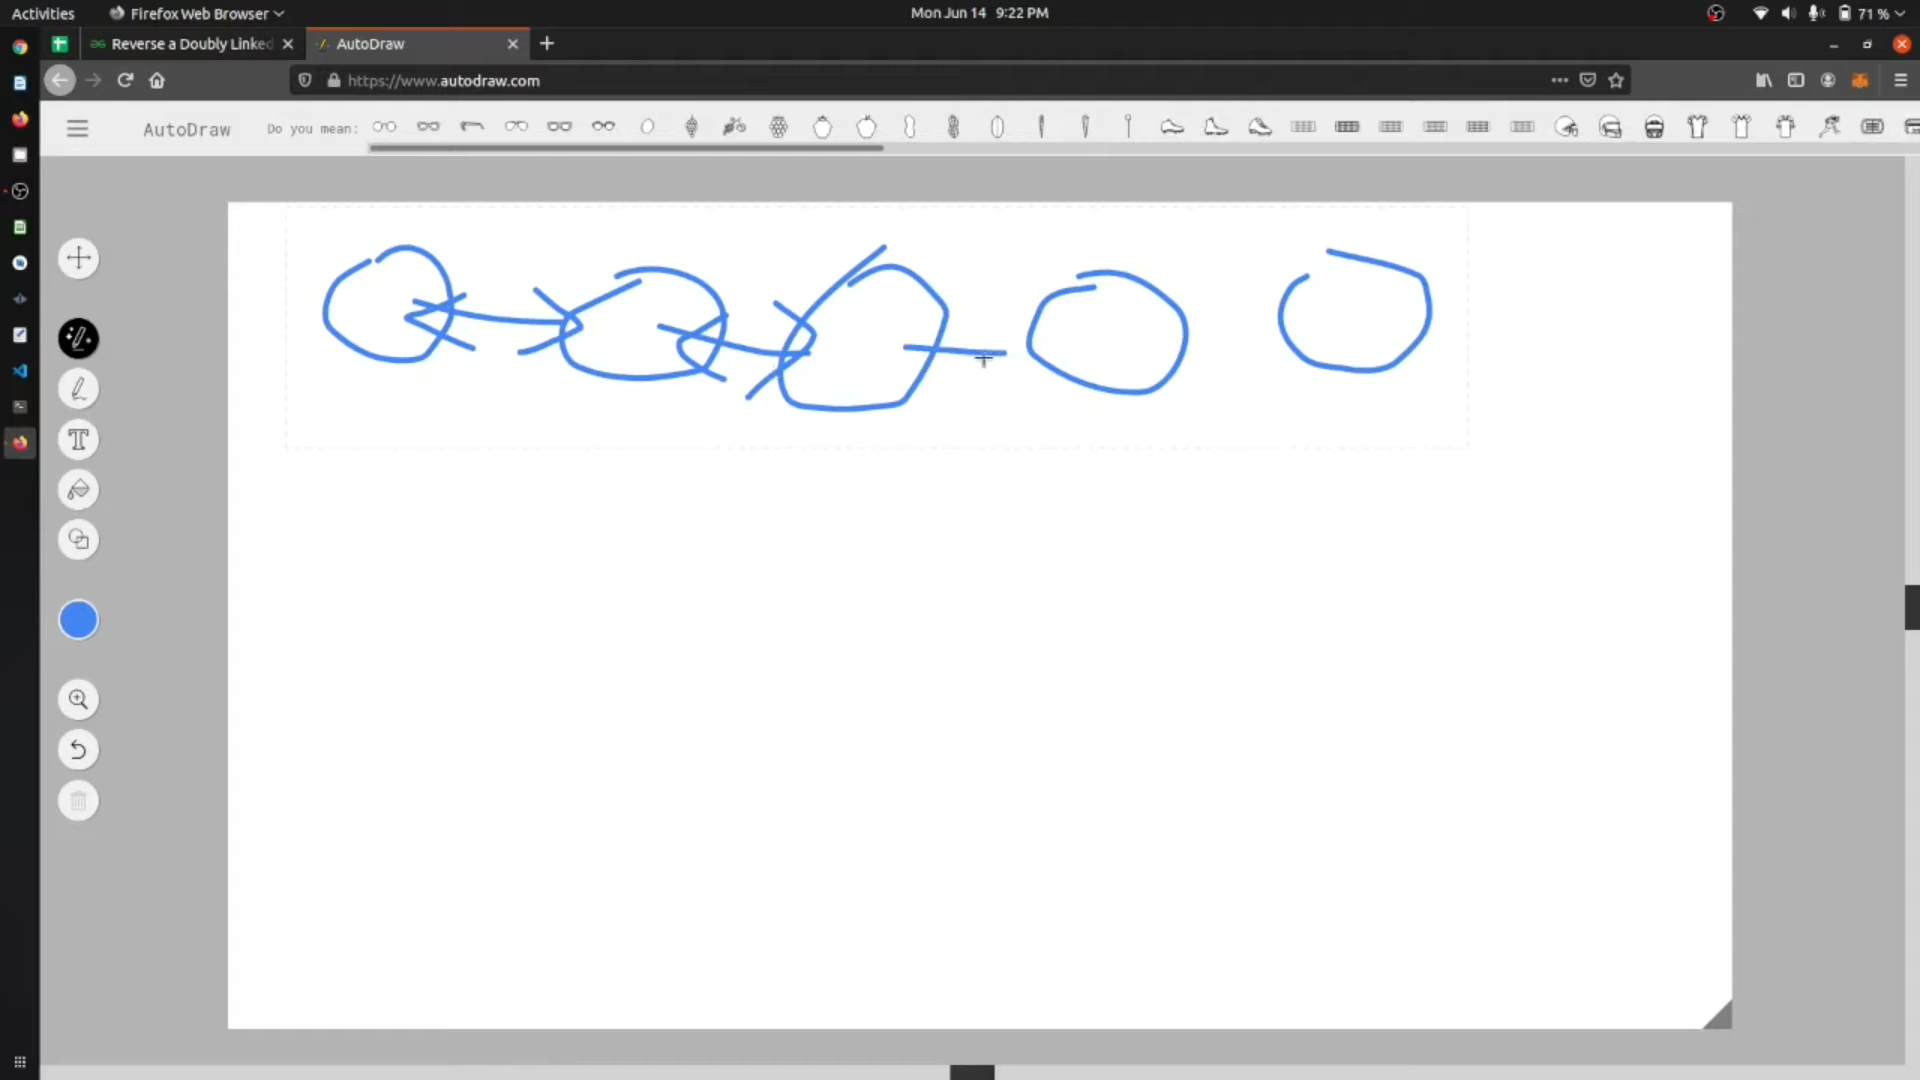 Activities
Firefox Web Browser
Mon Jun 14 9:22 PM
71 %
Reverse a Doubly Linked
AutoDraw
https://www.autodraw.com
AutoDraw
Do you mean:
T